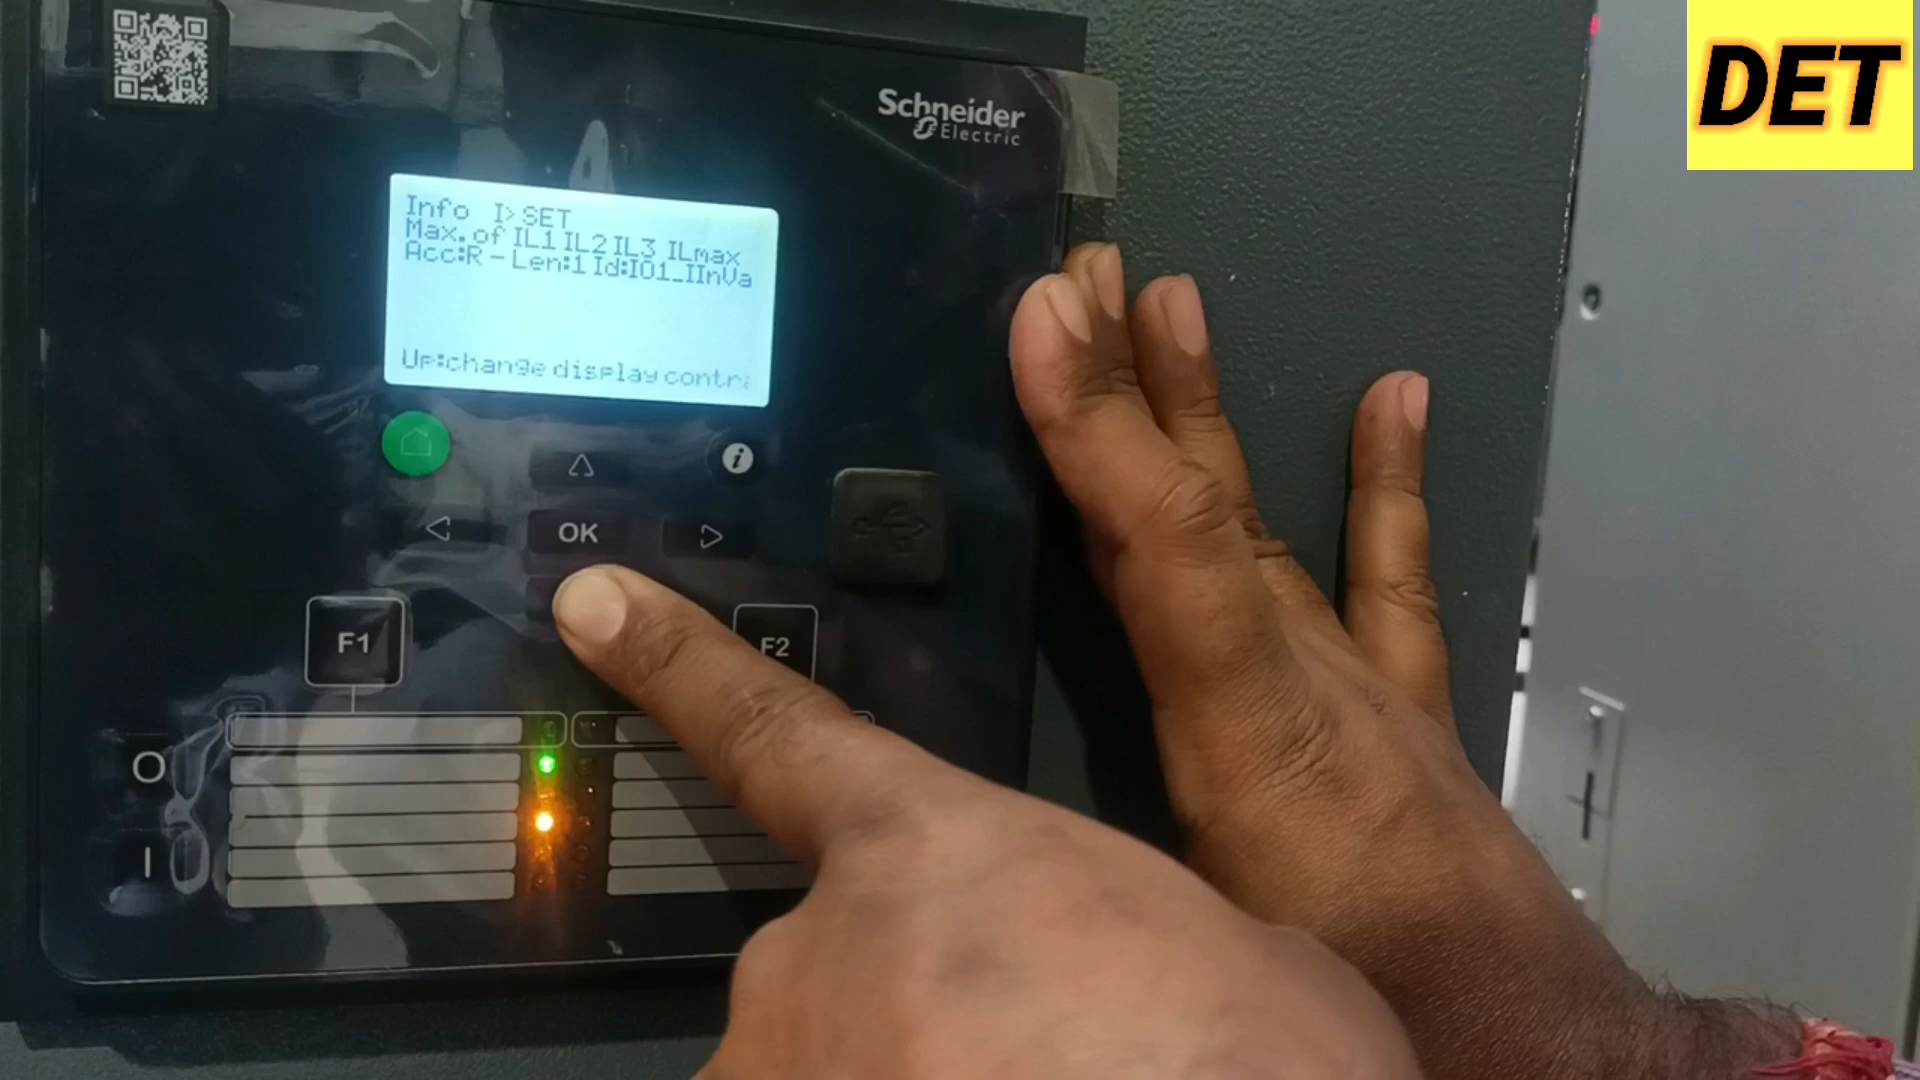 DET
Schneider
Electric
Info I> SET
Max. of IL1 IL2 IL3 ILmax
Acc:R - Len:1 Id:I01_IInVa
Up:change display contr
i
OK
F1
F2
O
I